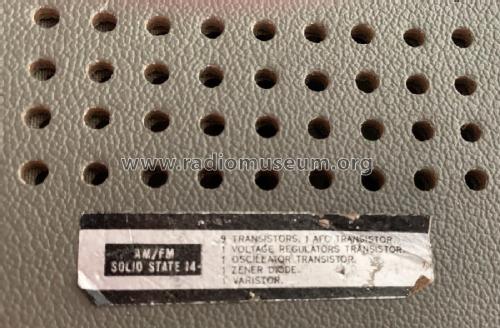 www.radiomuseum.org
AM/FM
SOLID STATE 14-
9 TRANSISTORS, 1 AFC TRANSISTOR
1 VOLTAGE REGULATORS TRANSISTOR.
1 OSCILLATOR TRANSISTOR.
1 ZENER DIODE.
1 VARISTOR.